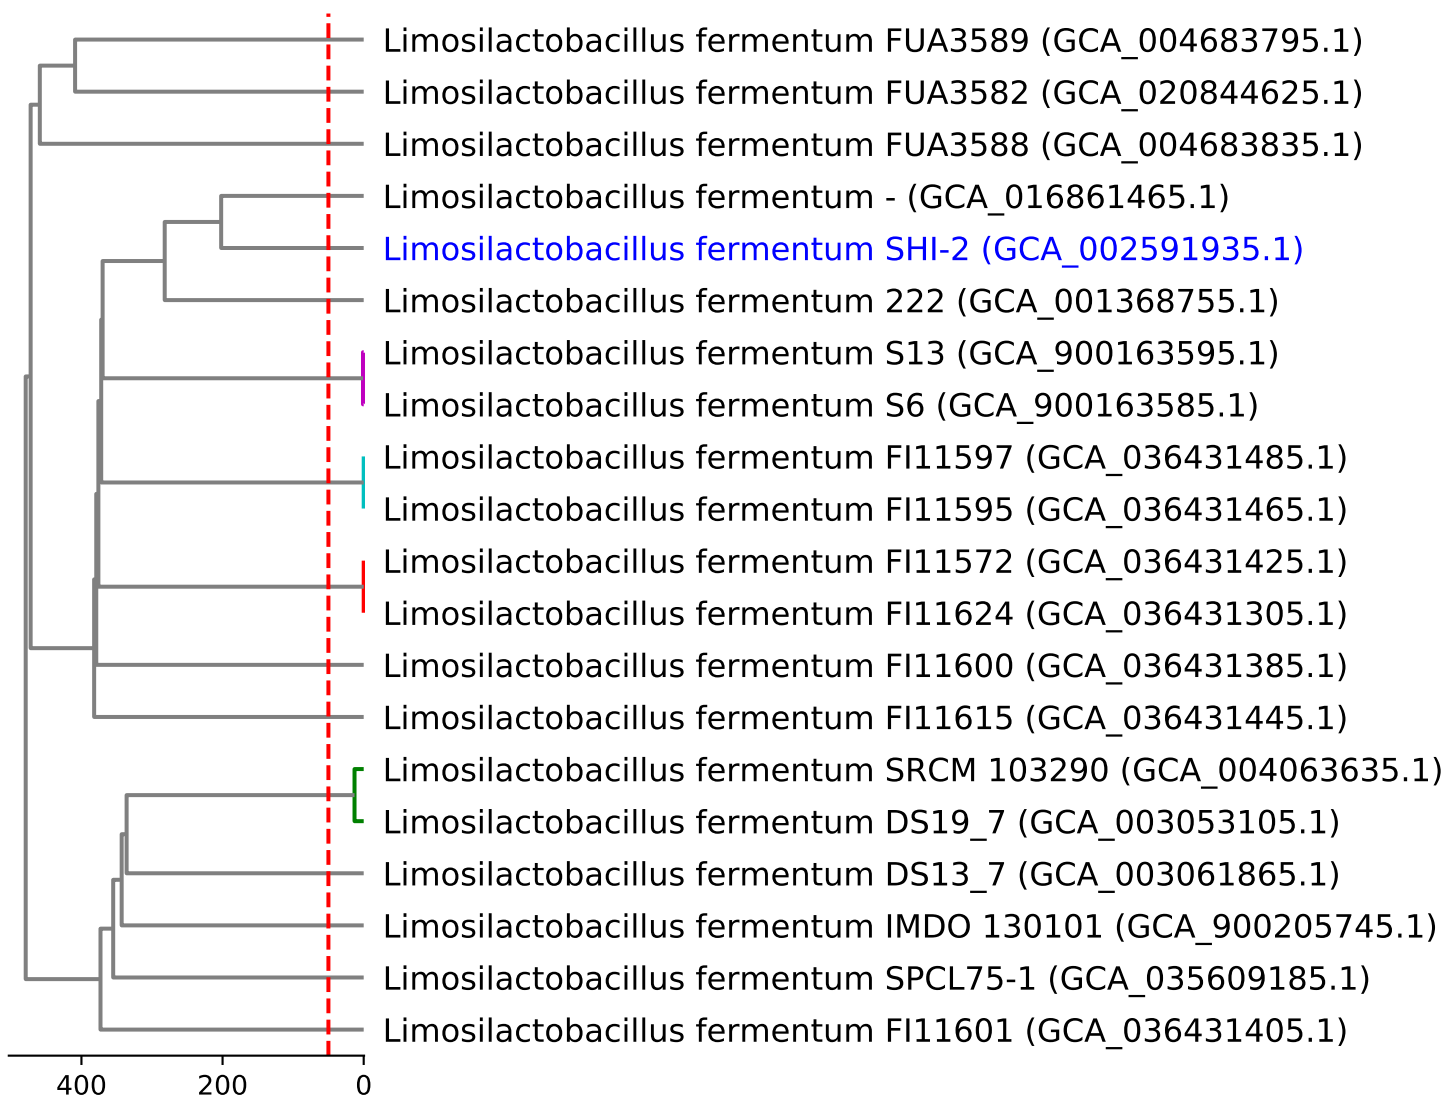 Limosilactobacillus fermentum FUA3589 (GCA_004683795.1)
Limosilactobacillus fermentum FUA3582 (GCA_020844625.1)
Limosilactobacillus fermentum FUA3588 (GCA_004683835.1)
Limosilactobacillus fermentum - (GCA_016861465.1)
Limosilactobacillus fermentum SHI-2 (GCA_002591935.1)
Limosilactobacillus fermentum 222 (GCA_001368755.1)
Limosilactobacillus fermentum S13 (GCA_900163595.1)
Limosilactobacillus fermentum S6 (GCA_900163585.1)
Limosilactobacillus fermentum FI11597 (GCA_036431485.1)
Limosilactobacillus fermentum FI11595 (GCA_036431465.1)
Limosilactobacillus fermentum FI11572 (GCA_036431425.1)
Limosilactobacillus fermentum FI11624 (GCA_036431305.1)
Limosilactobacillus fermentum FI11600 (GCA_036431385.1)
Limosilactobacillus fermentum FI11615 (GCA_036431445.1)
Limosilactobacillus fermentum SRCM 103290 (GCA_004063635.1)
Limosilactobacillus fermentum DS19_7 (GCA_003053105.1)
Limosilactobacillus fermentum DS13_7 (GCA_003061865.1)
Limosilactobacillus fermentum IMDO 130101 (GCA_900205745.1)
Limosilactobacillus fermentum SPCL75-1 (GCA_035609185.1)
Limosilactobacillus fermentum FI11601 (GCA_036431405.1)
400 200 0